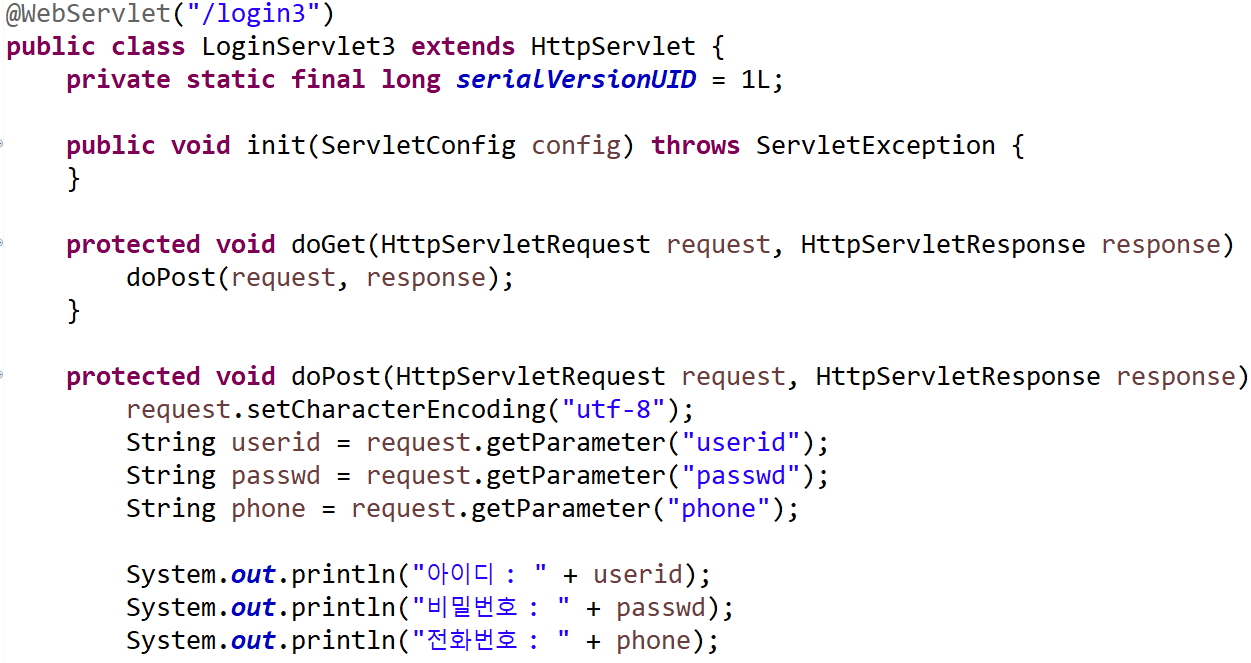 @WebServlet("/login3")
public class LoginServlet3 extends HttpServlet {
private static final long serialVersionUID = 1L;
public void init(ServletConfig config) throws ServletException {
}
protected void doGet(HttpServletRequest request, HttpServletResponse response)
doPost(request, response);
}
protected void doPost(HttpServletRequest request, HttpServletResponse response)
request.setCharacterEncoding("utf-8");
String userid = request.getParameter("userid");
String passwd = request.getParameter("passwd");
String phone = request.getParameter("phone");
System.out.println("아이디 : " + userid);
System.out.println("비밀번호 : " + passwd);
System.out.println("전화번호 : " + phone);